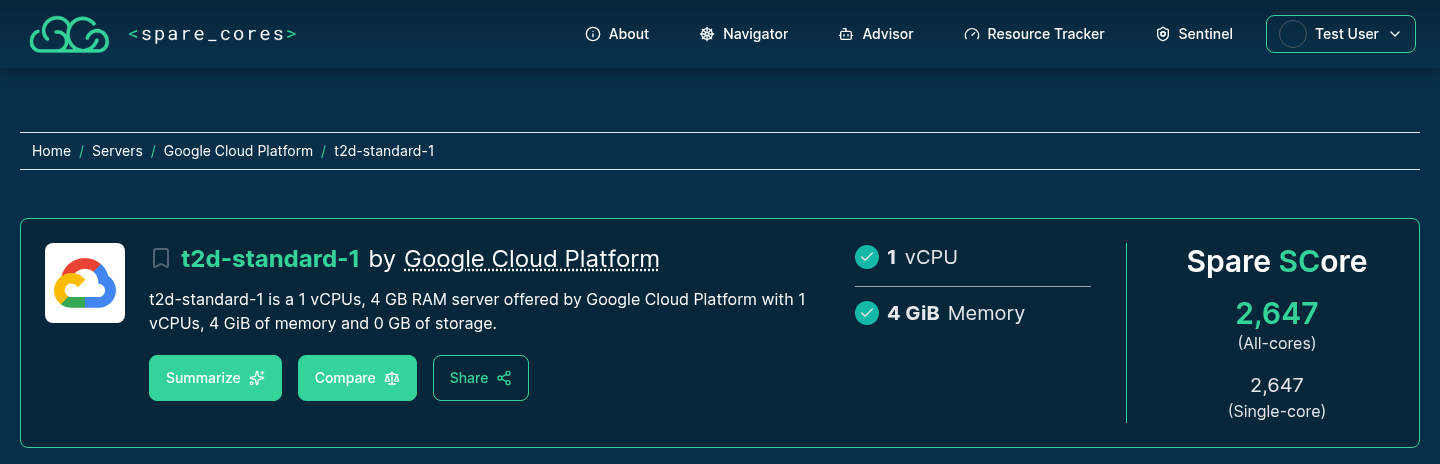 <spare_cores>
About
Navigator
Advisor
Resource Tracker
Sentinel
Test User
Home / Servers / Google Cloud Platform / t2d-standard-1
t2d-standard-1 by Google Cloud Platform
t2d-standard-1 is a 1 vCPUs, 4 GB RAM server offered by Google Cloud Platform with 1
vCPUs, 4 GiB of memory and 0 GB of storage.
Summarize
Compare
Share
1 vCPU
4 GiB Memory
Spare SCore
2,647
(All-cores)
2,647
(Single-core)